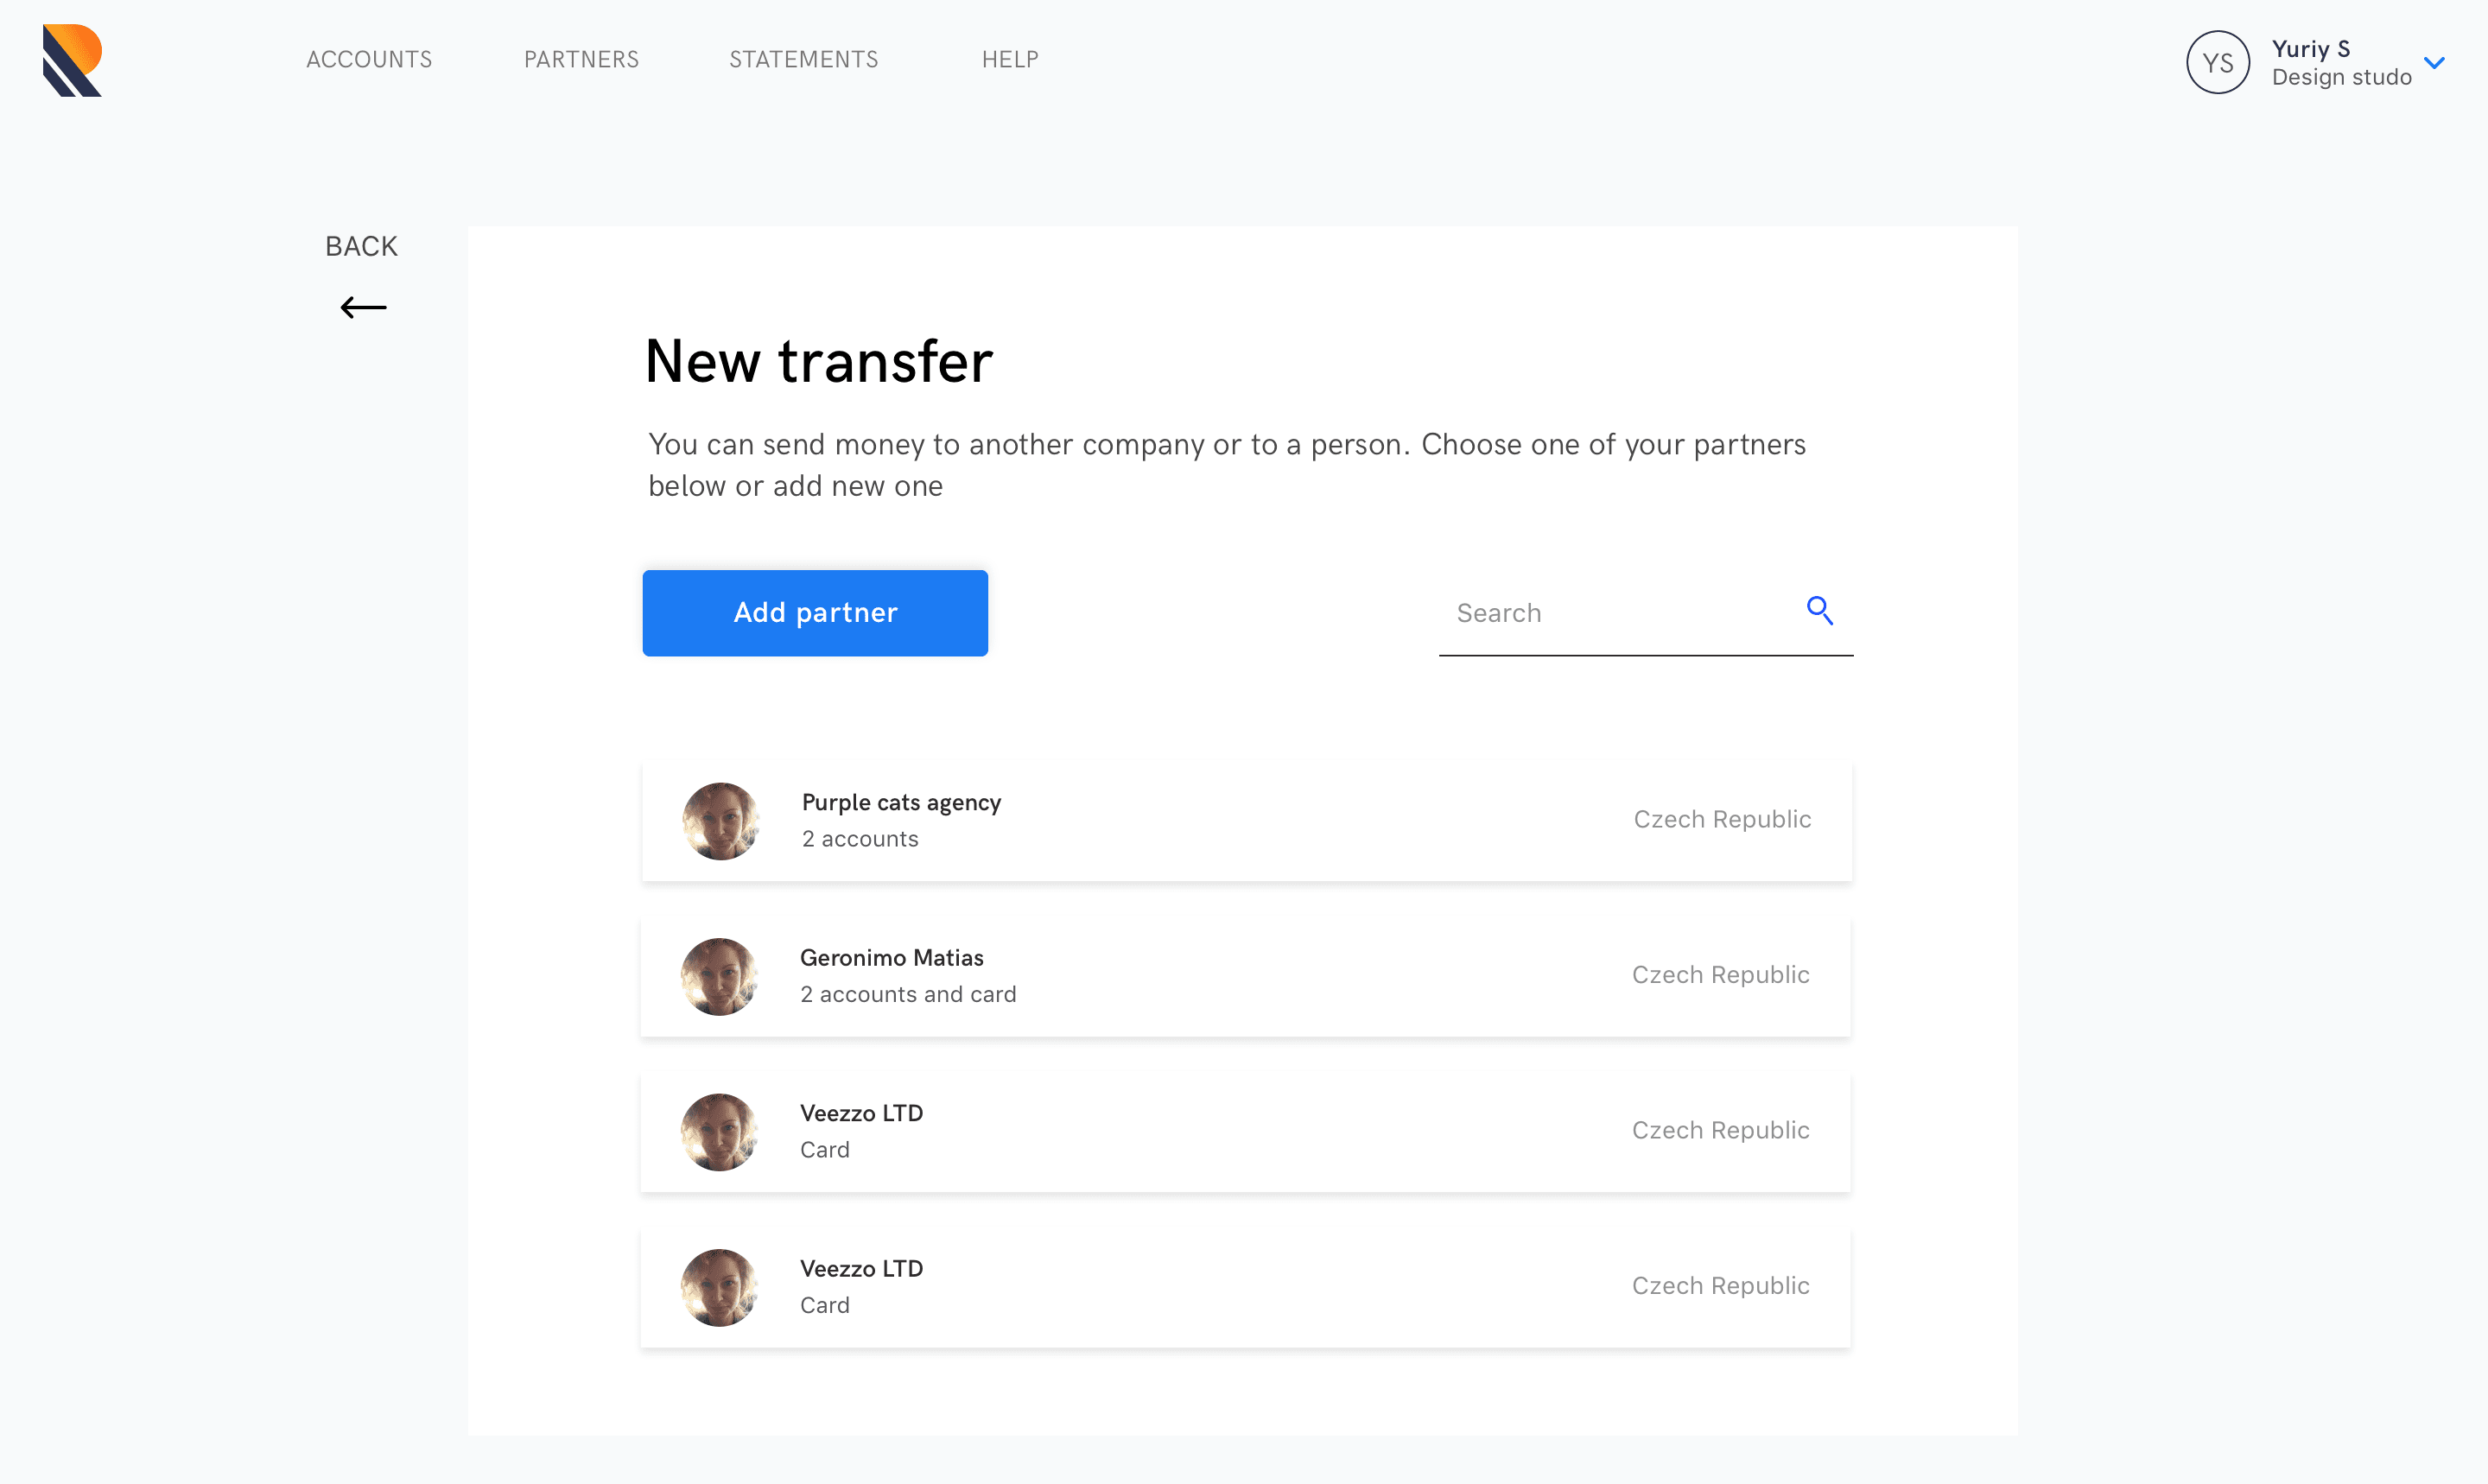 ACCOUNTS
PARTNERS
STATEMENTS
HELP
YS
Yuriy S
Design studo
BACK
New transfer
You can send money to another company or to a person. Choose one of your partners
below or add new one
Add partner
Search
Purple cats agency
2 accounts
Czech Republic
Geronimo Matias
2 accounts and card
Czech Republic
Veezzo LTD
Card
Czech Republic
Veezzo LTD
Card
Czech Republic